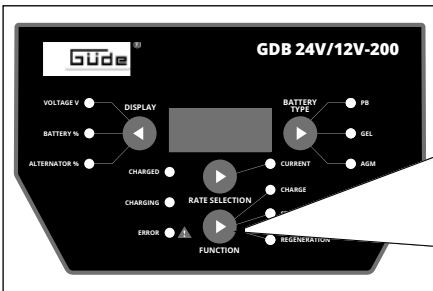 Güde
®
GDB 24V/12V-200
VOLTAGE V
DISPLAY
BATTERY
TYPE
PB
BATTERY %
GEL
ALTERNATOR %
AGM
CHARGED
CURRENT
CHARGE
CHARGING
RATE SELECTION
ERROR
REGENERATION
FUNCTION